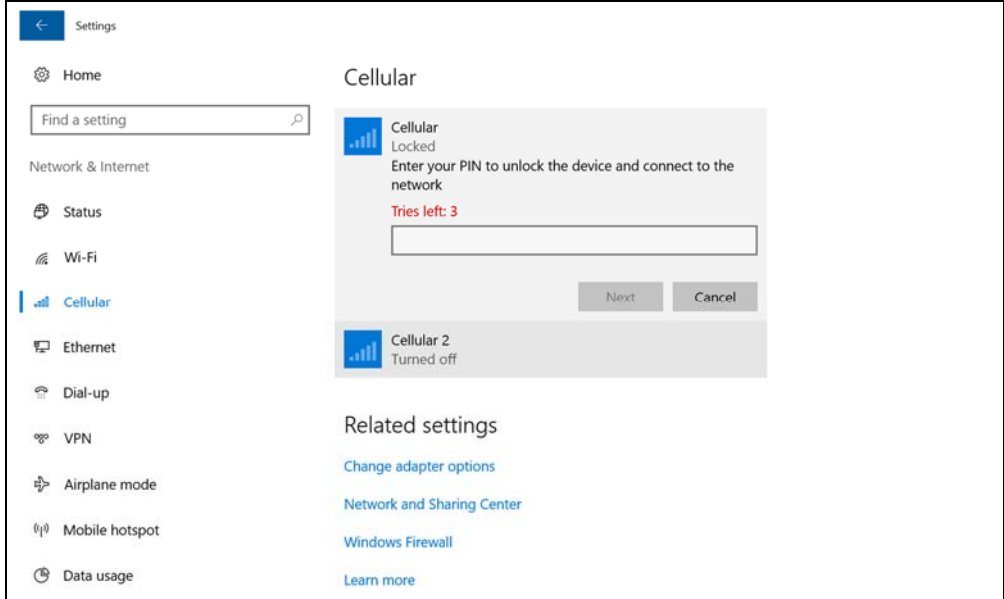 Settings
Home
Find a setting
Network & Internet
Status
Wi-Fi
Cellular
Ethernet
Dial-up
VPN
Airplane mode
Mobile hotspot
Data usage
Cellular
Cellular
Locked
Enter your PIN to unlock the device and connect to the
network
Tries left: 3
Next
Cancel
Cellular 2
Turned off
Related settings
Change adapter options
Network and Sharing Center
Windows Firewall
Learn more